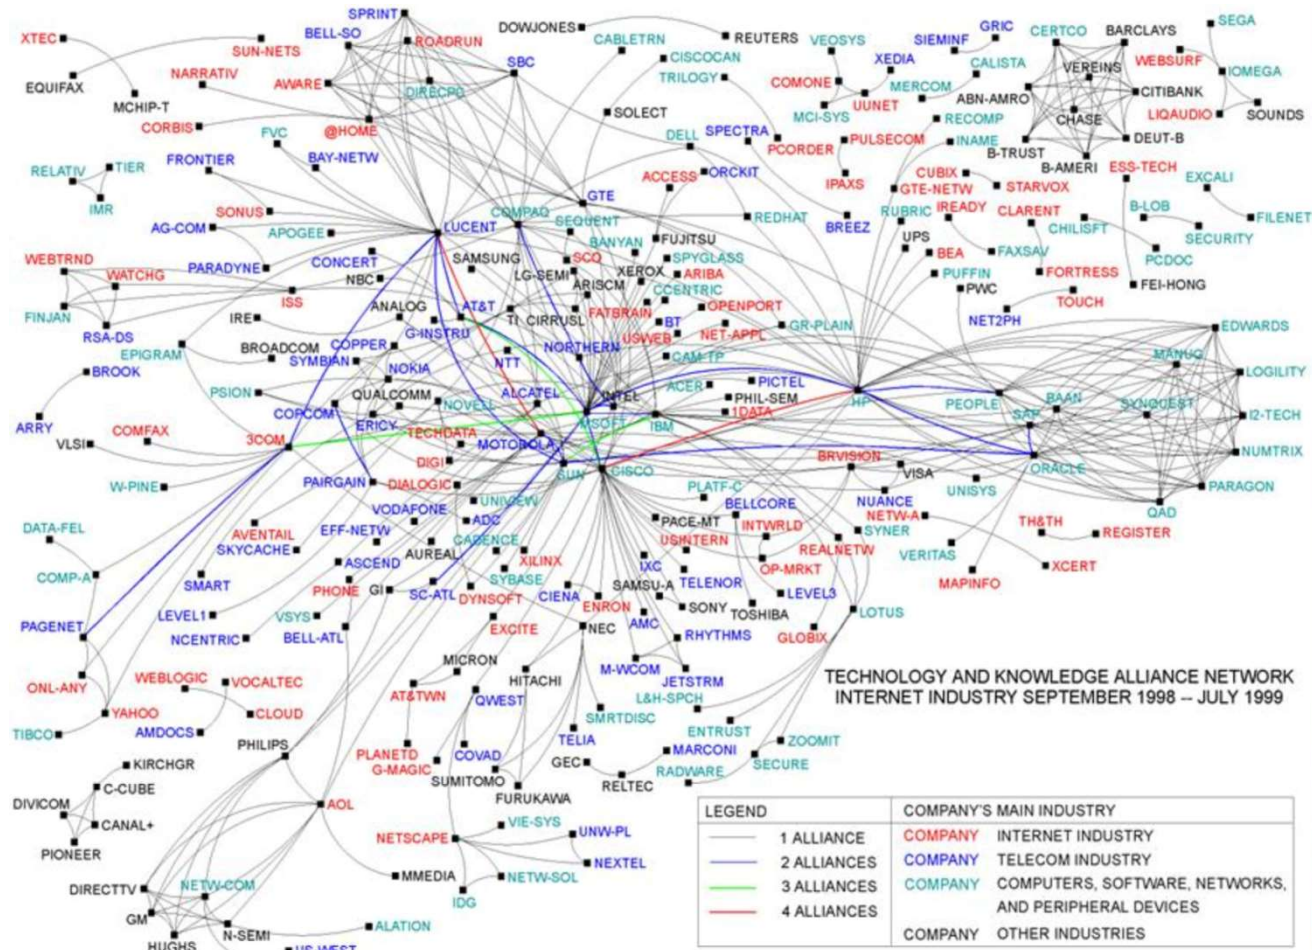 SPRINT
DOWJONES
REUTERS
SEGA
XTEC
SUN-NETS
BELL-SO
ROADRUN
CABLETRN
VEOSYS
SIEMINF
GRIC
CERTCO
BARCLAYS
CISCOCAN
XEDIA
WEBSURF
NARRATIV
SBC
TRILOGY
CALISTA
VEREINS
IOMEGA
EQUIFAX
AWARE
DIRECPC
COMONE
MERCOM
ABN-AMRO
CITIBANK
MCHIP-T
SOLECT
MCI-SYS
UUNET
RECOMP
CHASE
LIQAUDIO
SOUNDS
CORBIS
FVC
@HOME
DELL
SPECTRA
PCORDER
PULSECOM
INAME
B-TRUST
DEUT-B
RELATIV
TIER
FRONTIER
BAY-NETW
ACCESS
ORCKIT
IPAXS
CUBIX
STARVOX
B-AMERI
ESS-TECH
EXCALI
IMR
GTE
GTE-NETW
IREADY
CLARENT
B-LOB
FILENET
SONUS
COMPAQ
SEQUENT
REDHAT
BREEZ
RUBRIC
CHILISFT
SECURITY
AG-COM
APOGEE
LUCENT
BANYAN
FUJITSU
UPS
BEA
FAXSAV
PCDOC
WEBTRND
WATCHG
PARADYNE
CONCERT
SAMSUNG
SCO
SPYGLASS
PUFFIN
FORTRESS
FEI-HONG
NBC
LG-SEMI
XEROX
ARIBA
PWC
TOUCH
ISS
ARISCM
CCENTRIC
NET2PH
FINJAN
RSA-DS
IRE
ANALOG
AT&T
TI
CIRRUSL
FATBRAIN
OPENPORT
BT
GR-PLAIN
EDWARDS
G-INSTRU
USWEB
NET-APPL
EPIGRAM
BROADCOM
COPPER
SYMBIAN
NTT
NORTHERN
CAM-TP
MANUG
BROOK
NOKIA
LOGILITY
PSION
QUALCOMM
NOVELL
ALCATEL
INTEL
ACER
PICTEL
PHIL-SEM
HP
PEOPLE
BAAN
SYNQUEST
I2-TECH
COPCOM
ERICY
MSOFT
IBM
1DATA
SAP
ARRY
VLSI
COMFAX
3COM
TECHDATA
MOTOROLA
NUMTRIX
DIGI
SUN
CISCO
BRVISION
VISA
ORACLE
W-PINE
PAIRGAIN
DIALOGIC
PLATF-C
NUANCE
UNISYS
PARAGON
UNIVIEW
BELLCORE
QAD
DATA-FEL
AVENTAIL
VODAFONE
ADC
PACE-MT
INTWRLD
NETW-A
TH&TH
REGISTER
SKYCACHE
EFF-NETW
CADENCE
USINTERN
REALNETW
SYNER
VERITAS
COMP-A
ASCEND
AUREAL
XILINX
IXC
OP-MRKT
MAPINFO
XCERT
SMART
PHONE
GI
SC-ATL
SYBASE
CIENA
SAMSU-A
TELENOR
LEVEL3
PAGENET
LEVEL1
VSYS
DYNSOFT
ENRON
SONY
TOSHIBA
LOTUS
NCENTRIC
BELL-ATL
EXCITE
NEC
AMC
RHYTHMS
GLOBIX
MICRON
HITACHI
M-WCOM
JETSTRM
ONL-ANY
WEBLOGIC
VOCALTEC
AT&TWN
QWEST
L&H-SPCH
TECHNOLOGY AND KNOWLEDGE ALLIANCE NETWORK
INTERNET INDUSTRY SEPTEMBER 1998 -- JULY 1999
YAHOO
CLOUD
SMRTDISC
ENTRUST
TIBCO
AMDOCS
PHILIPS
PLANETD
COVAD
TELIA
MARCONI
ZOOMIT
KIRCHGR
G-MAGIC
GEC
RADWARE
SECURE
C-CUBE
SUMITOMO
RELTEC
DIVICOM
AOL
FURUKAWA
CANAL+
NETSCAPE
VIE-SYS
UNW-PL
PIONEER
NEXTEL
DIRECTTV
NETW-COM
MMEDIA
NETW-SOL
IDG
GM
N-SEMI
ALATION
HUGHS
US-WEST
LEGEND
COMPANY'S MAIN INDUSTRY
1 ALLIANCE
COMPANY INTERNET INDUSTRY
2 ALLIANCES
COMPANY TELECOM INDUSTRY
3 ALLIANCES
COMPANY COMPUTERS, SOFTWARE, NETWORKS,
4 ALLIANCES
AND PERIPHERAL DEVICES
COMPANY OTHER INDUSTRIES